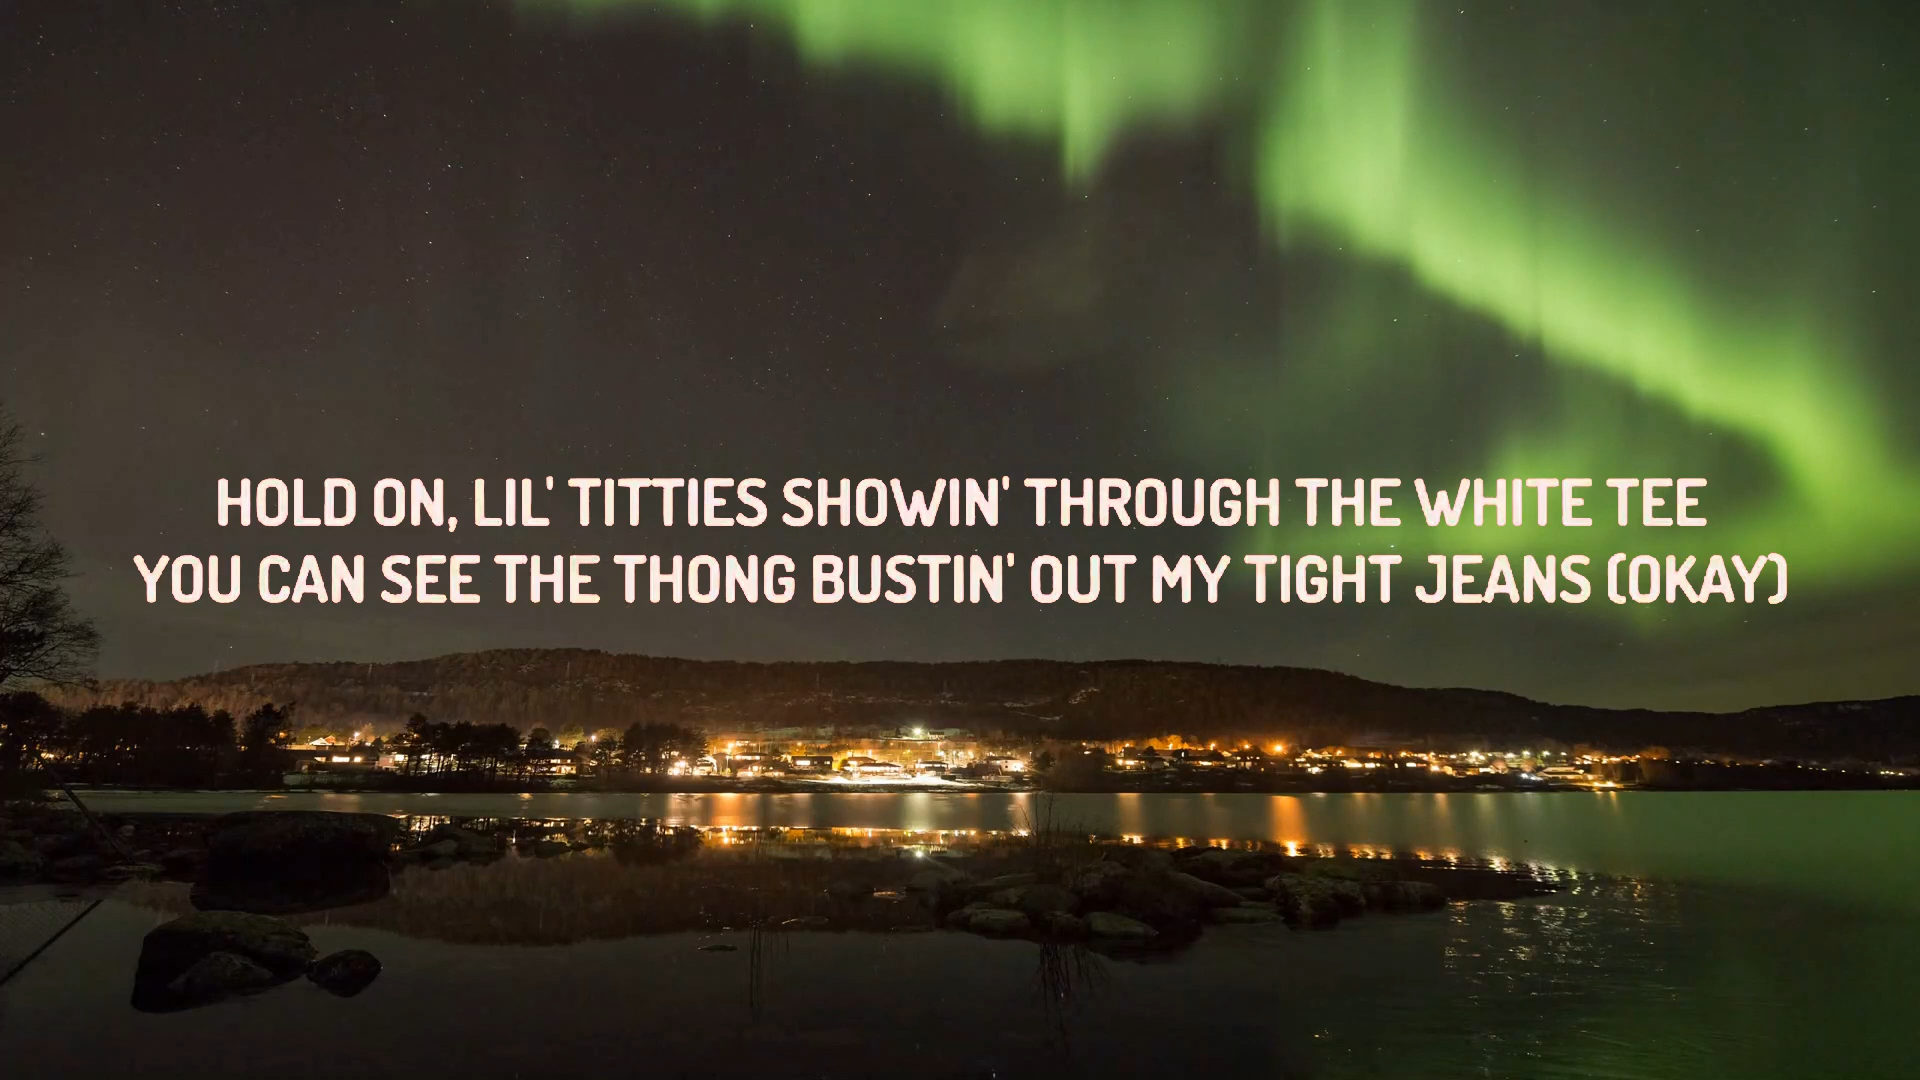 HOLD ON, LIL' TITTIES SHOWIN' THROUGH THE WHITE TEE
YOU CAN SEE THE THONG BUSTIN' OUT MY TIGHT JEANS (OKAY)